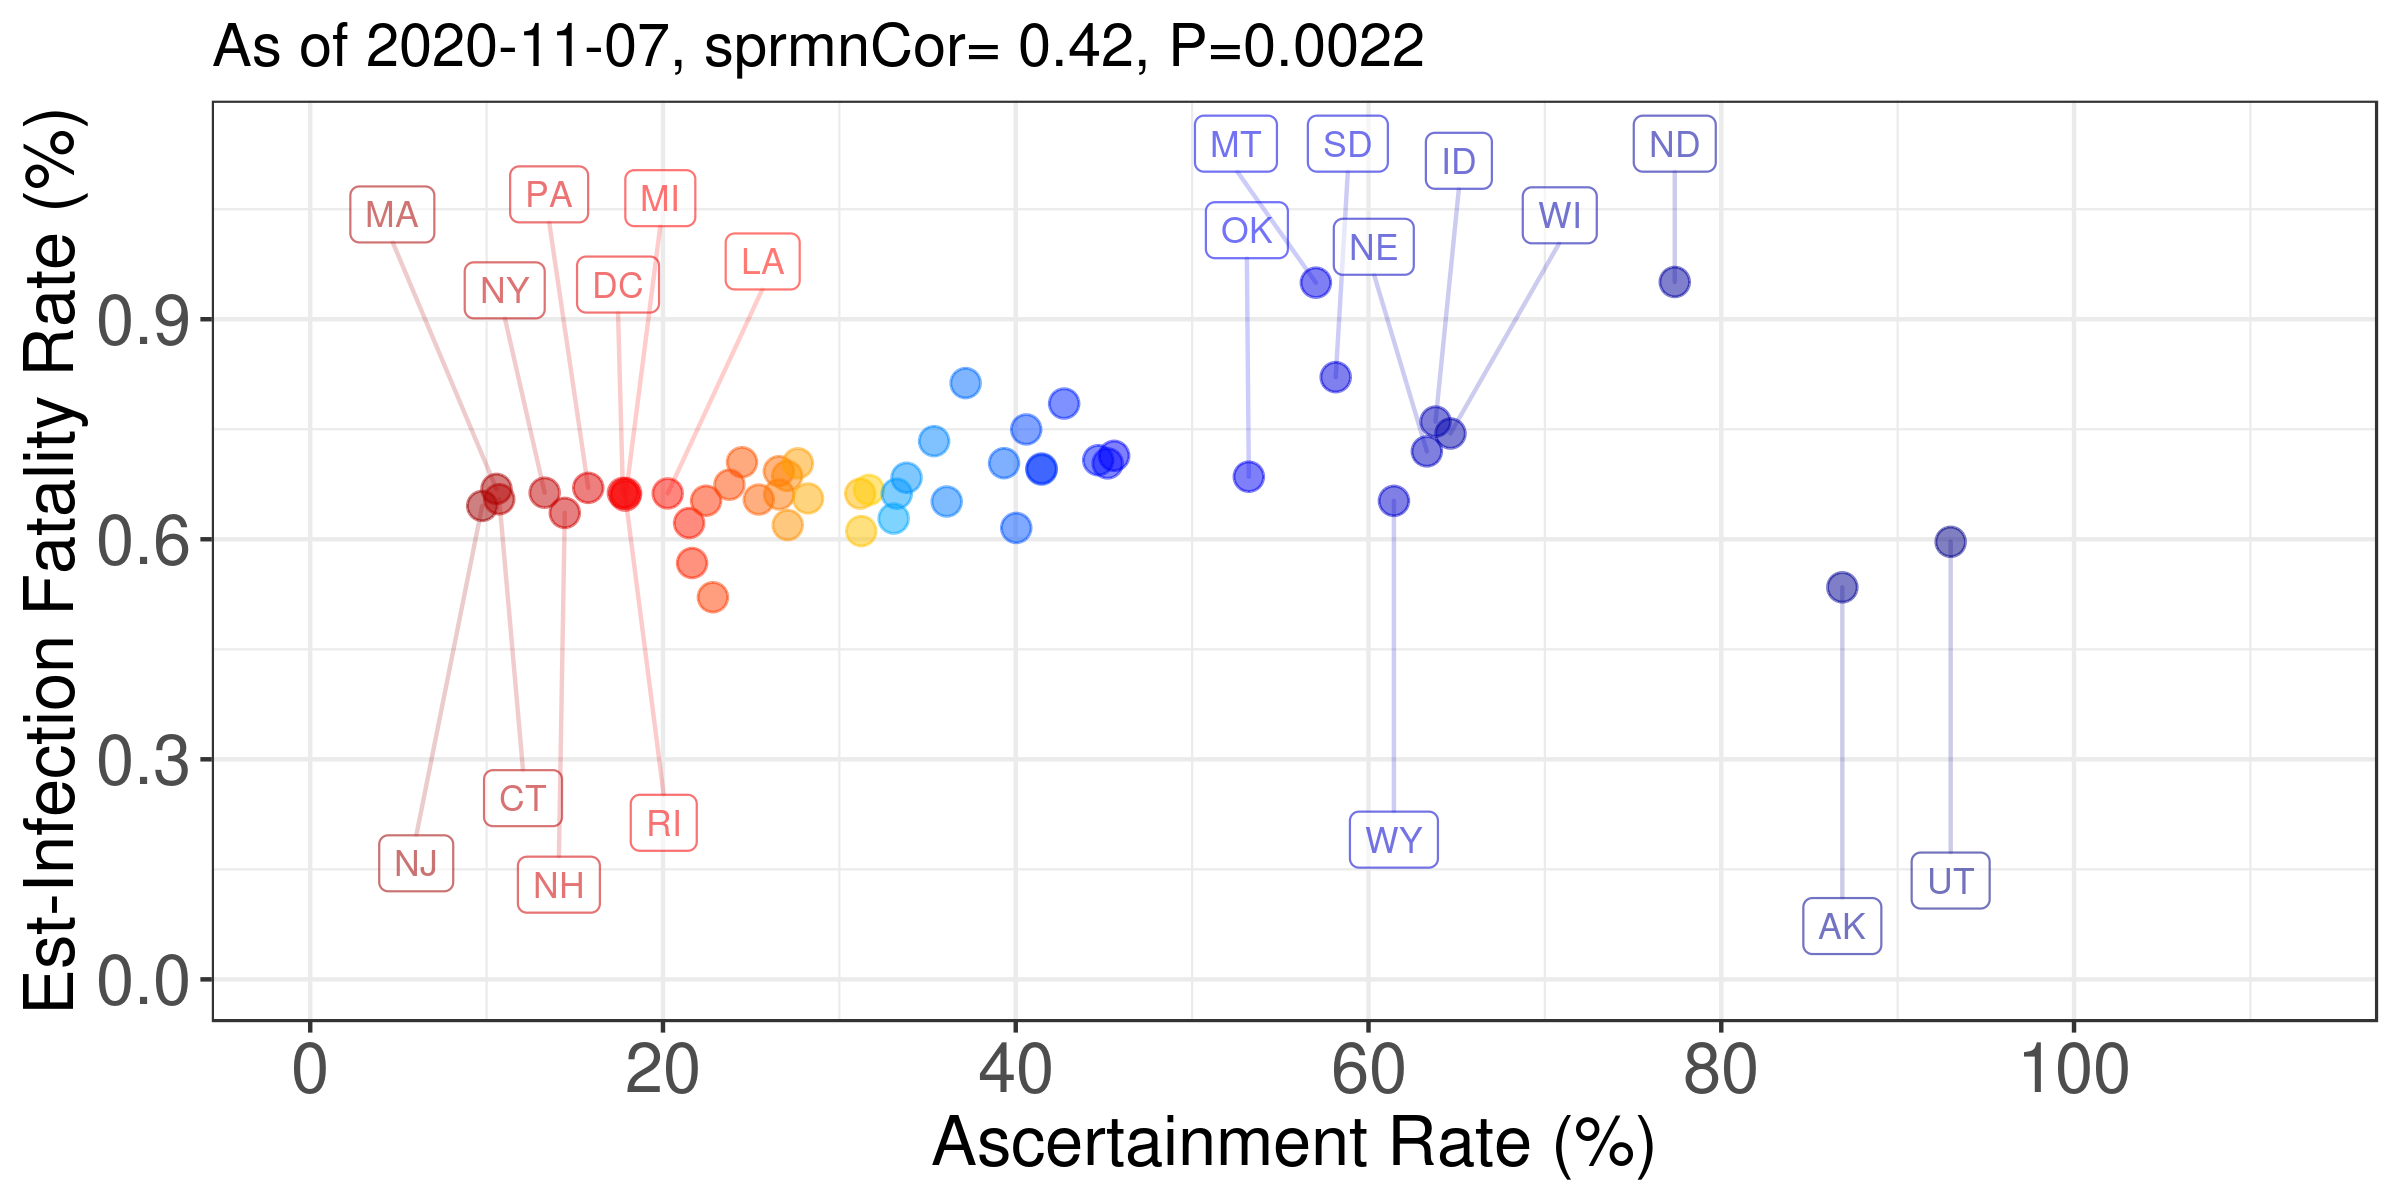 As of 2020-11-07, sprmnCor= 0.42, P=0.0022
Est-Infection Fatality Rate (%)
0.9
0.6
0.3
0.0
MT
SD
ID
ND
PA
MI
MA
WI
OK
NE
LA
NY
DC
CT
RI
WY
NJ
NH
UT
AK
0
20
40
60
80
100
Ascertainment Rate (%)